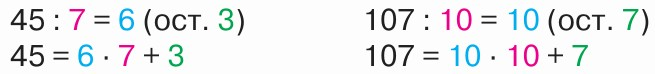 45 : 7 = 6 (ост. 3)
45 = 6 · 7 + 3
107 : 10 = 10 (ост. 7)
107 = 10 · 10 + 7